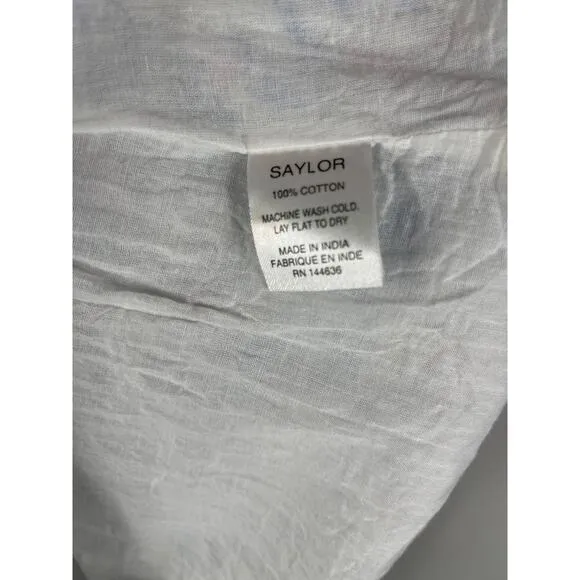 SAYLOR
100% COTTON
MACHINE WASH COLD.
LAY FLAT TO DRY
MADE IN INDIA
FABRIQUE EN INDE
RN 144636